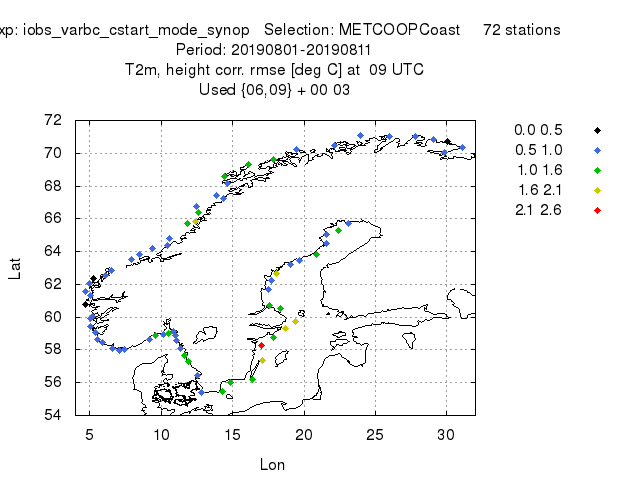 xp: iobs_varbc_cstart_mode_synop Selection: METCOOPCoast 72 stations
Period: 20190801-20190811
T2m, height corr. rmse [deg C] at 09 UTC
Used {06,09} + 00 03
72
70
68
66
64
62
60
58
56
54
Lat
5 10 15 20 25 30
Lon
0.0 0.5
0.5 1.0
1.0 1.6
1.6 2.1
2.1 2.6